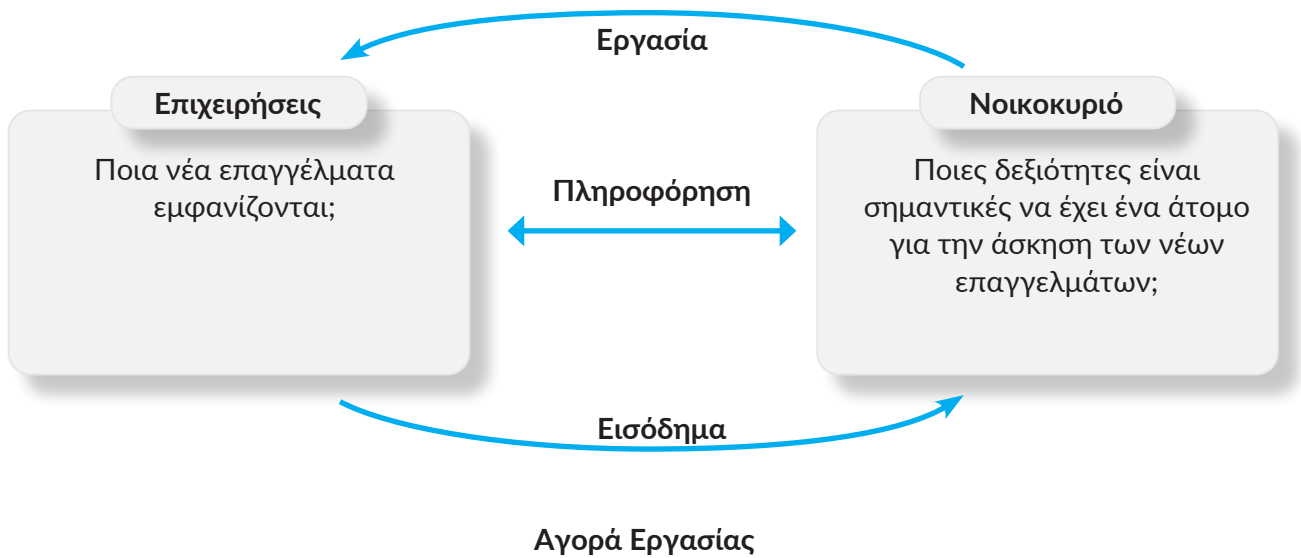 Εργασία
Επιχειρήσεις
Ποια νέα επαγγέλματα
εμφανίζονται;
Πληροφόρηση
Νοικοκυριό
Ποιες δεξιότητες είναι
σημαντικές να έχει ένα άτομο
για την άσκηση των νέων
επαγγελμάτων;
Εισόδημα
Αγορά Εργασίας